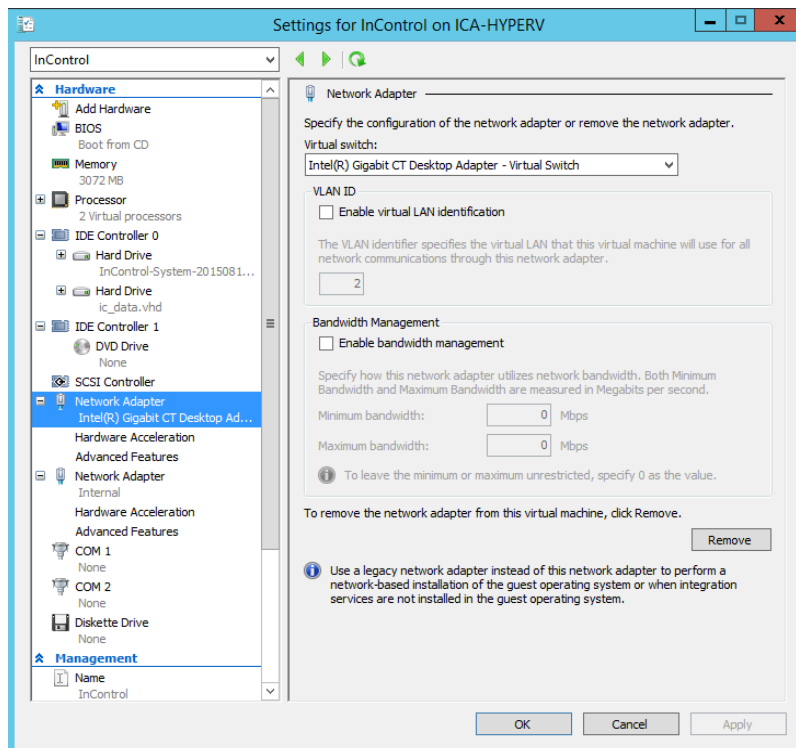 Settings for InControl on ICA-HYPERV
InControl
Hardware
Add Hardware
BIOS
Boot from CD
Memory
3072 MB
Processor
2 Virtual processors
IDE Controller 0
Hard Drive
InControl-System-2015081...
Hard Drive
ic_data.vhd
IDE Controller 1
DVD Drive
None
SCSI Controller
Network Adapter
Intel(R) Gigabit CT Desktop Ad...
Hardware Acceleration
Advanced Features
Network Adapter
Internal
Hardware Acceleration
Advanced Features
COM 1
None
COM 2
None
Diskette Drive
None
Management
Name
InControl
Network Adapter
Specify the configuration of the network adapter or remove the network adapter.
Virtual switch:
Intel(R) Gigabit CT Desktop Adapter - Virtual Switch
VLAN ID
Enable virtual LAN identification
The VLAN identifier specifies the virtual LAN that this virtual machine will use for all
network communications through this network adapter.
2
Bandwidth Management
Enable bandwidth management
Specify how this network adapter utilizes network bandwidth. Both Minimum
Bandwidth and Maximum Bandwidth are measured in Megabits per second.
Minimum bandwidth: 0 Mbps
Maximum bandwidth: 0 Mbps
To leave the minimum or maximum unrestricted, specify 0 as the value.
To remove the network adapter from this virtual machine, click Remove.
Remove
Use a legacy network adapter instead of this network adapter to perform a
network-based installation of the guest operating system or when integration
services are not installed in the guest operating system.
OK Cancel Apply